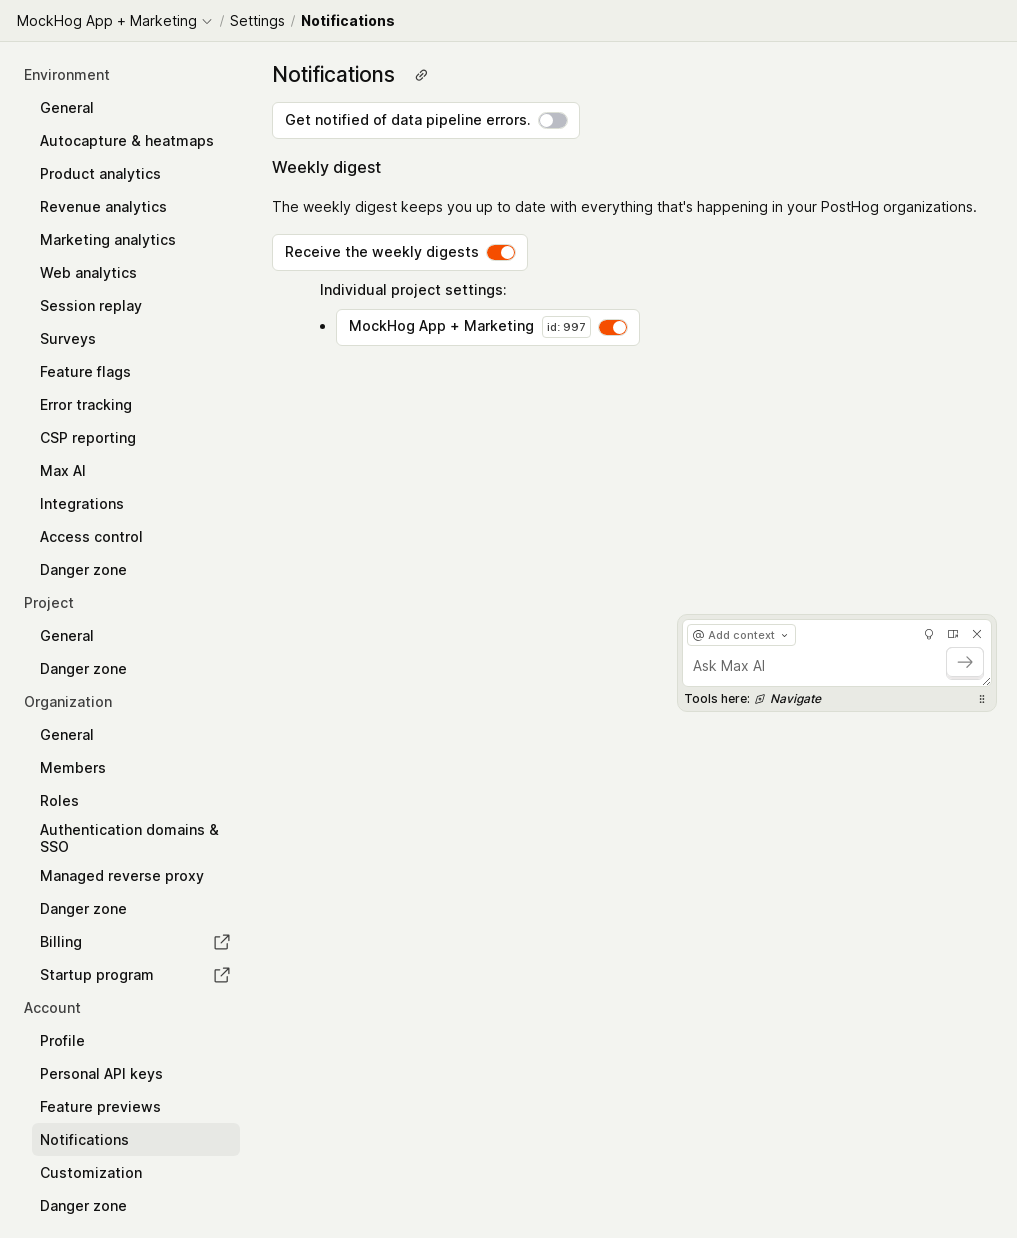 MockHog App + Marketing / Settings / Notifications
Environment
General
Autocapture & heatmaps
Product analytics
Revenue analytics
Marketing analytics
Web analytics
Session replay
Surveys
Feature flags
Error tracking
CSP reporting
Max AI
Integrations
Access control
Danger zone
Project
General
Danger zone
Organization
General
Members
Roles
Authentication domains &
SSO
Managed reverse proxy
Danger zone
Billing
Startup program
Account
Profile
Personal API keys
Feature previews
Notifications
Customization
Danger zone
Notifications
Get notified of data pipeline errors.
Weekly digest
The weekly digest keeps you up to date with everything that's happening in your PostHog organizations.
Receive the weekly digests
Individual project settings:
• MockHog App + Marketing id: 997
@ Add context
Ask Max AI
Tools here: Navigate